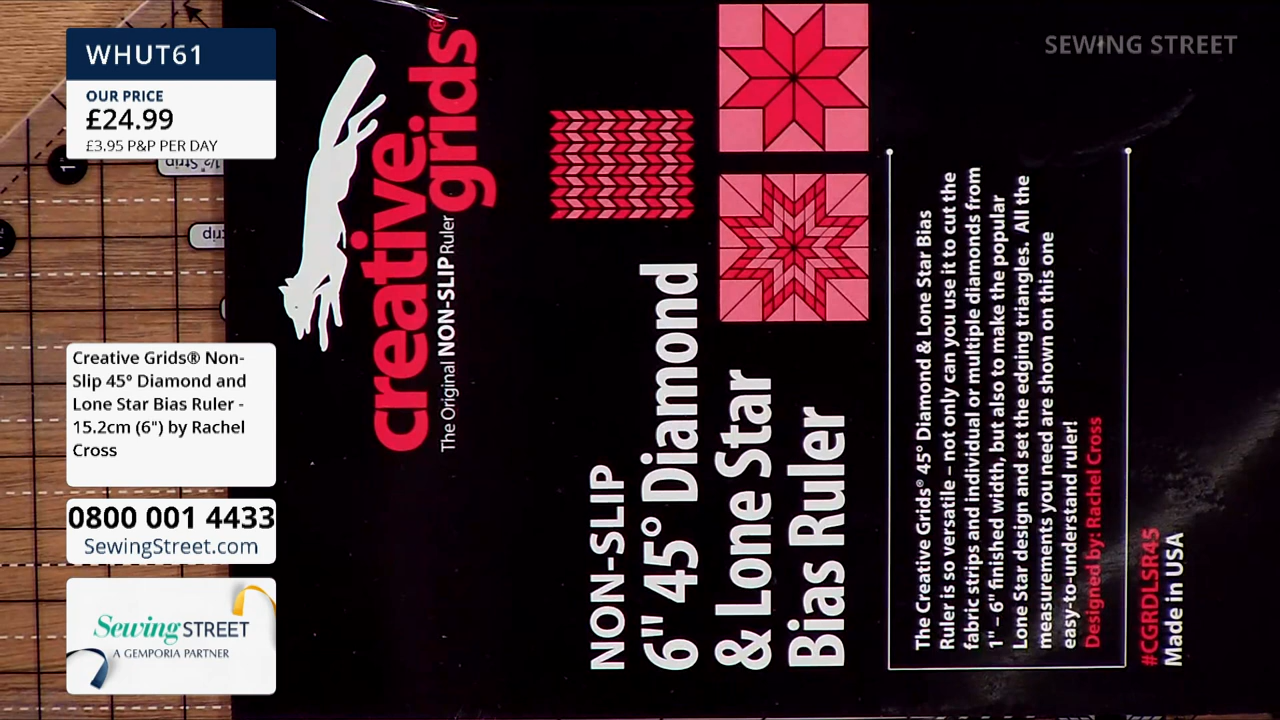 WHUT61
OUR PRICE
£24.99
£3.95 P&P PER DAY
Creative Grids® Non-
Slip 45° Diamond and
Lone Star Bias Ruler -
15.2cm (6") by Rachel
Cross
0800 001 4433
SewingStreet.com
Sewing STREET
A GEMPORIA PARTNER
SEWING STREET
½" Strip
creative
grids®
The Original NON-SLIP Ruler
NON-SLIP
6" 45° Diamond
& Lone Star
Bias Ruler
The Creative Grids® 45° Diamond & Lone Star Bias
Ruler is so versatile – not only can you use it to cut the
fabric strips and individual or multiple diamonds from
1" – 6" finished width, but also to make the popular
Lone Star design and set the edging triangles. All the
measurements you need are shown on this one
easy-to-understand ruler!
Designed by: Rachel Cross
#CGRDLSR45
Made in USA